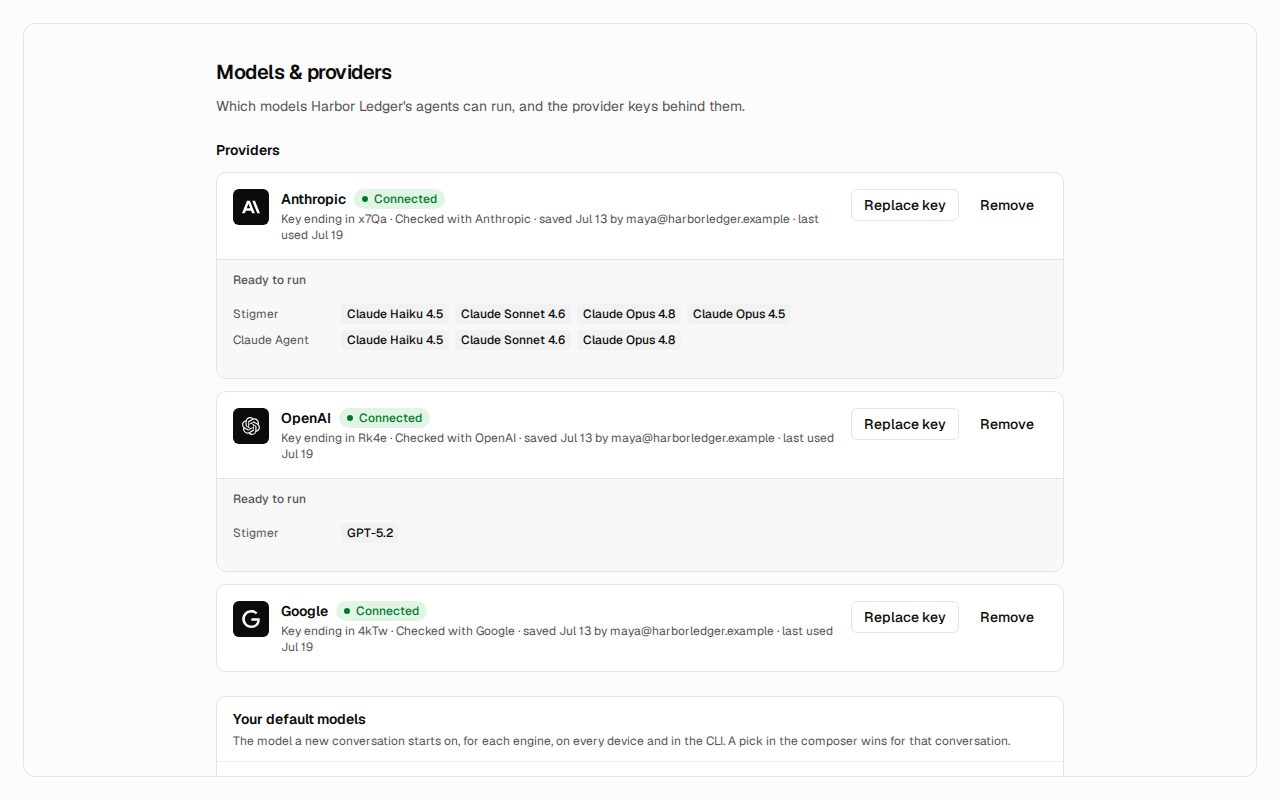 Models & providers
Which models Harbor Ledger's agents can run, and the provider keys behind them.
Providers
Anthropic
Connected
Key ending in x7Qa · Checked with Anthropic · saved Jul 13 by maya@harborledger.example · last
used Jul 19
Replace key
Remove
Ready to run
Stigmer Claude Haiku 4.5 Claude Sonnet 4.6 Claude Opus 4.8 Claude Opus 4.5
Claude Agent Claude Haiku 4.5 Claude Sonnet 4.6 Claude Opus 4.8
OpenAI
Connected
Key ending in Rk4e · Checked with OpenAI · saved Jul 13 by maya@harborledger.example · last used
Jul 19
Replace key
Remove
Ready to run
Stigmer GPT-5.2
Google
Connected
Key ending in 4kTw · Checked with Google · saved Jul 13 by maya@harborledger.example · last used
Jul 19
Replace key
Remove
Your default models
The model a new conversation starts on, for each engine, on every device and in the CLI. A pick in the composer wins for that conversation.